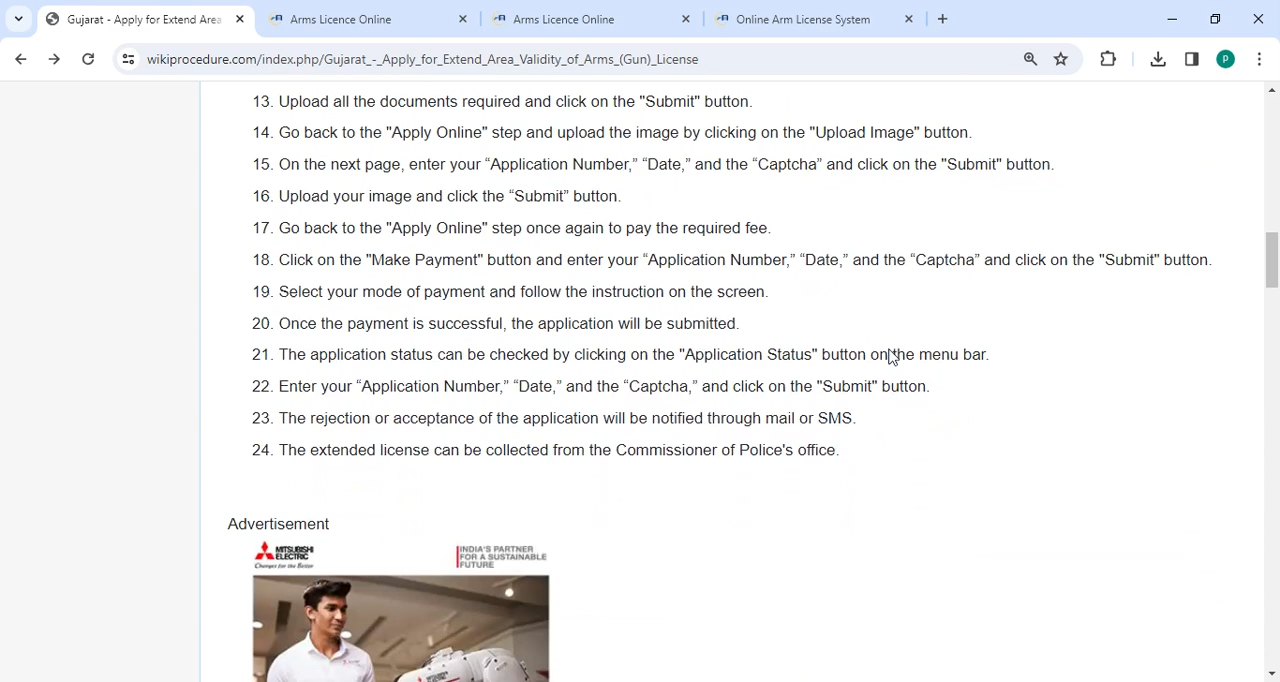 Gujarat - Apply for Extend Area
Arms Licence Online
Arms Licence Online
Online Arm License System
wikiprocedure.com/index.php/Gujarat_-_Apply_for_Extend_Area_Validity_of_Arms_(Gun)_License
P
13. Upload all the documents required and click on the "Submit" button.
14. Go back to the "Apply Online" step and upload the image by clicking on the "Upload Image" button.
15. On the next page, enter your “Application Number,” “Date,” and the “Captcha” and click on the "Submit" button.
16. Upload your image and click the “Submit” button.
17. Go back to the "Apply Online" step once again to pay the required fee.
18. Click on the "Make Payment" button and enter your “Application Number,” “Date,” and the “Captcha” and click on the "Submit" button.
19. Select your mode of payment and follow the instruction on the screen.
20. Once the payment is successful, the application will be submitted.
21. The application status can be checked by clicking on the "Application Status" button on the menu bar.
22. Enter your “Application Number,” “Date,” and the “Captcha,” and click on the "Submit" button.
23. The rejection or acceptance of the application will be notified through mail or SMS.
24. The extended license can be collected from the Commissioner of Police's office.
Advertisement
MITSUBISHI
ELECTRIC
Changes for the Better
INDIA'S PARTNER
FOR A SUSTAINABLE
FUTURE